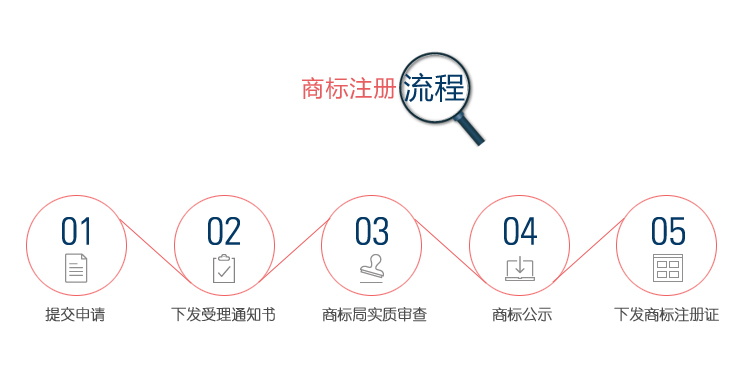 商标注册流程
01
02
03
04
05
提交申请
下发受理通知书
商标局实质审查
商标公示
下发商标注册证